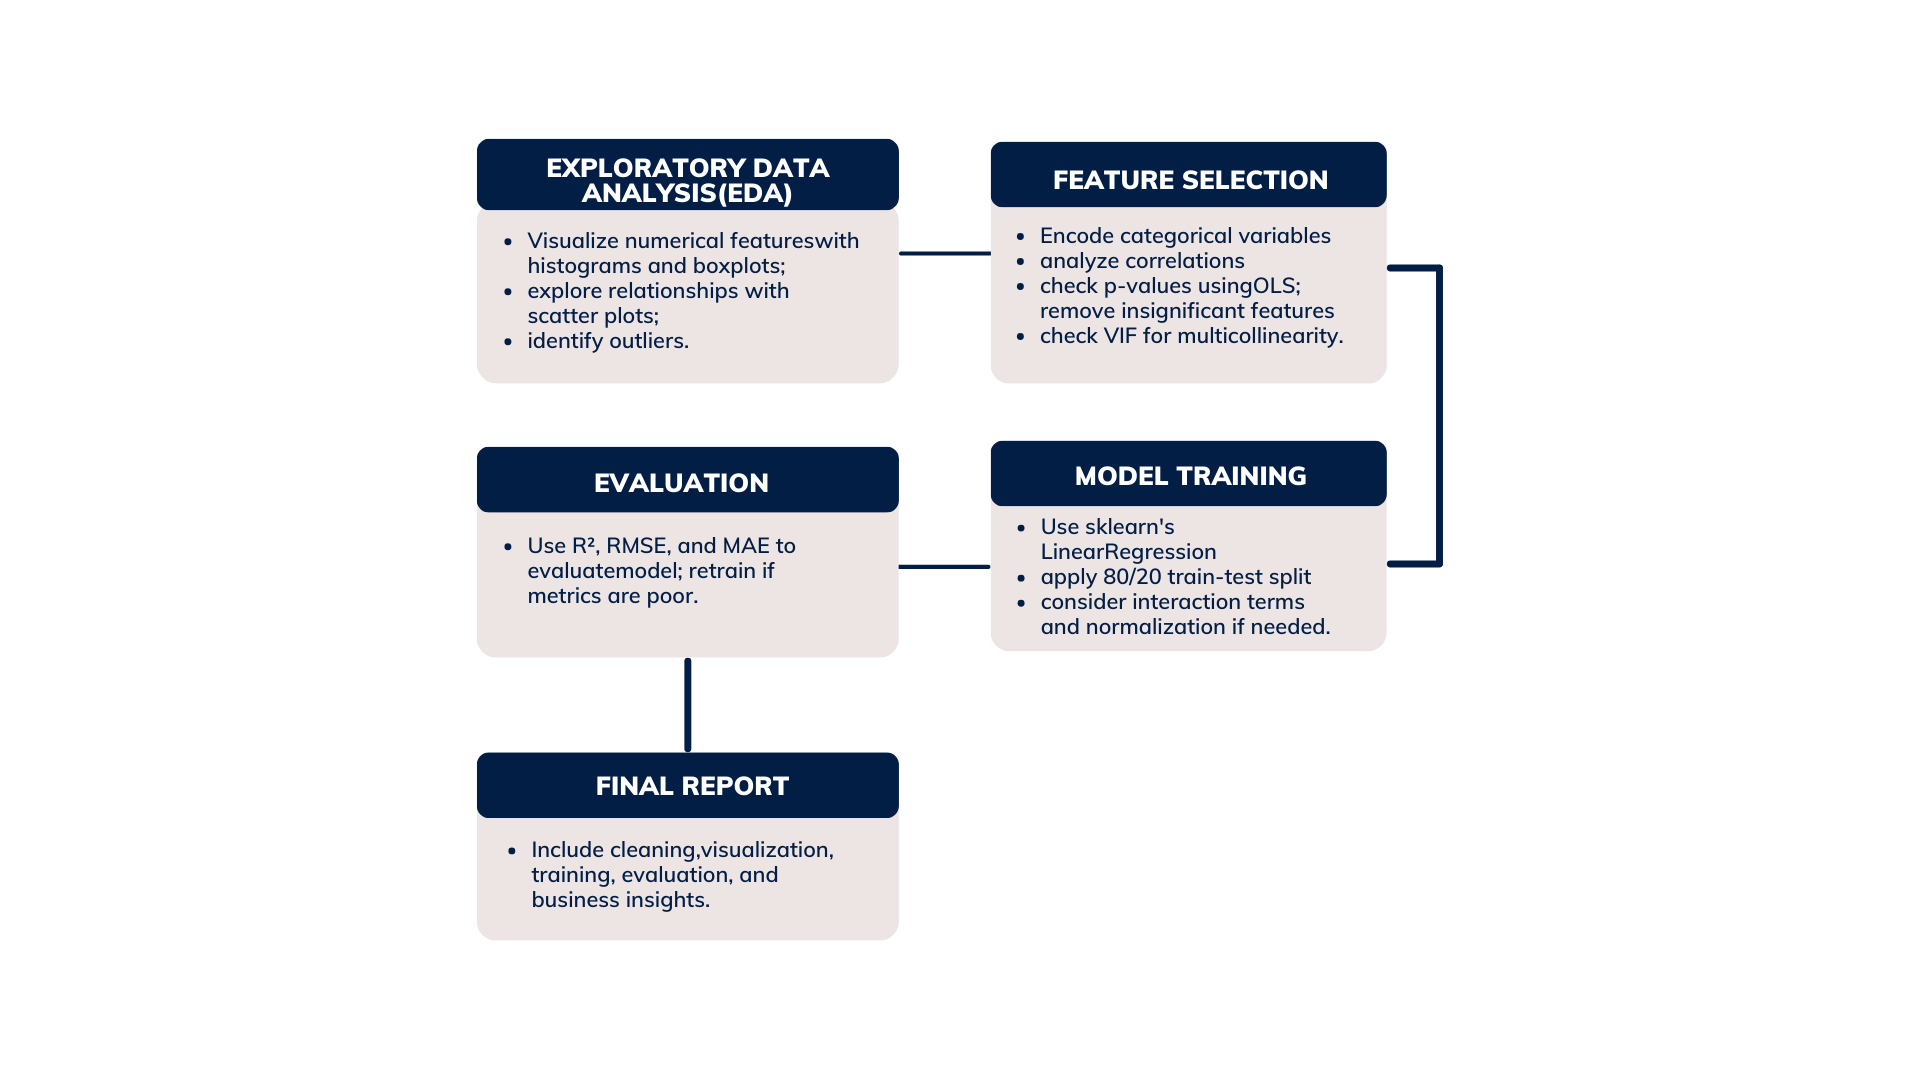 EXPLORATORY DATA
ANALYSIS(EDA)
• Visualize numerical featureswith
histograms and boxplots;
• explore relationships with
scatter plots;
• identify outliers.
FEATURE SELECTION
• Encode categorical variables
• analyze correlations
• check p-values usingOLS;
remove insignificant features
• check VIF for multicollinearity.
MODEL TRAINING
• Use sklearn's
LinearRegression
• apply 80/20 train-test split
• consider interaction terms
and normalization if needed.
EVALUATION
• Use R², RMSE, and MAE to
evaluatemodel; retrain if
metrics are poor.
FINAL REPORT
• Include cleaning,visualization,
training, evaluation, and
business insights.